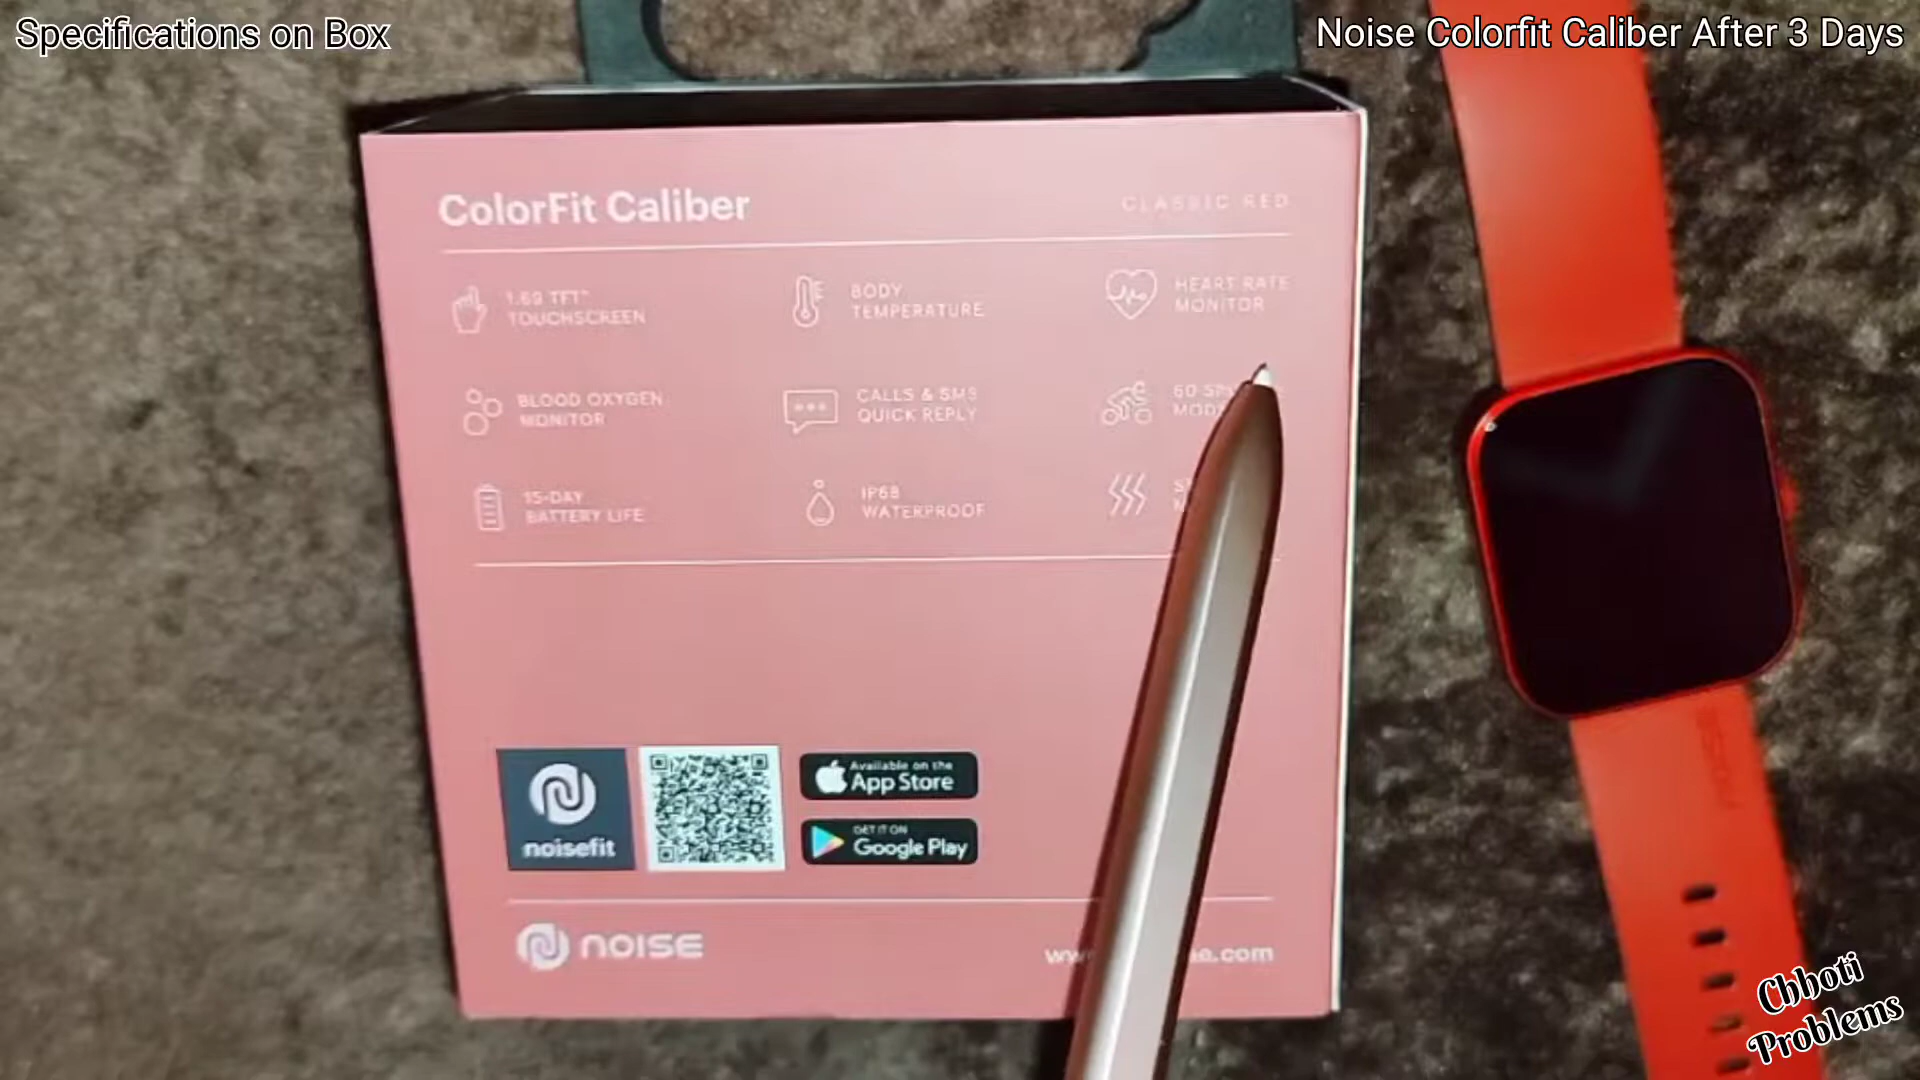 Specifications on Box
Noise Colorfit Caliber After 3 Days
ColorFit Caliber
CLASSIC RED
1.69 TFT"
TOUCHSCREEN
BODY
TEMPERATURE
HEART RATE
MONITOR
BLOOD OXYGEN
MONITOR
CALLS & SMS
QUICK REPLY
60
15-DAY
BATTERY LIFE
IP68
WATERPROOF
noisefit
Available on the
App Store
GET IT ON
Google Play
NOISE
Chhoti
Problems